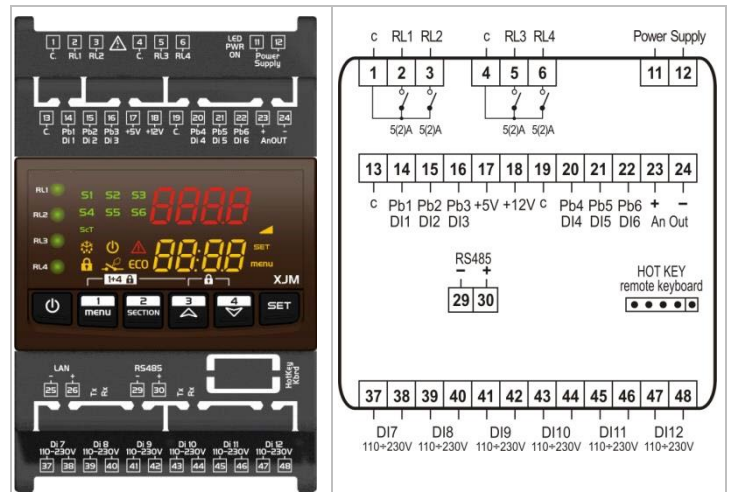 1 2 3 4 5 6 LED PWR ON 11 12
C. RL1 RL2 C. RL3 RL4 Power Supply
13 14 15 16 17 18 19 20 21 22 23 24
C. Pb1 Pb2 Pb3 +5V +12V C. Pb4 Pb5 Pb6 + -
Di 1 Di 2 Di 3 Di 4 Di 5 Di 6 AnOUT
RL1 S1 S2 S3 88.8.8
RL2 S4 S5 S6
ScT
RL3 SET
RL4 ECO 88:88 menu
1+4 XJM
1 menu 2 SECTION 3 4 SET
LAN RS485
- + - +
25 26 Tx Rx 29 30 Tx Rx HotKey Kbrd
Di 7 Di 8 Di 9 Di 10 Di 11 Di 12
110-230V 110-230V 110-230V 110-230V 110-230V 110-230V
37 38 39 40 41 42 43 44 45 46 47 48
c RL1 RL2 c RL3 RL4 Power Supply
1 2 3 4 5 6 11 12
5(2)A 5(2)A 5(2)A 5(2)A
13 14 15 16 17 18 19 20 21 22 23 24
c Pb1 Pb2 Pb3 +5V +12V c Pb4 Pb5 Pb6 + -
DI1 DI2 DI3 DI4 DI5 DI6 An Out
RS485
- +
29 30
HOT KEY
remote keyboard
37 38 39 40 41 42 43 44 45 46 47 48
DI7 DI8 DI9 DI10 DI11 DI12
110÷230V 110÷230V 110÷230V 110÷230V 110÷230V 110÷230V